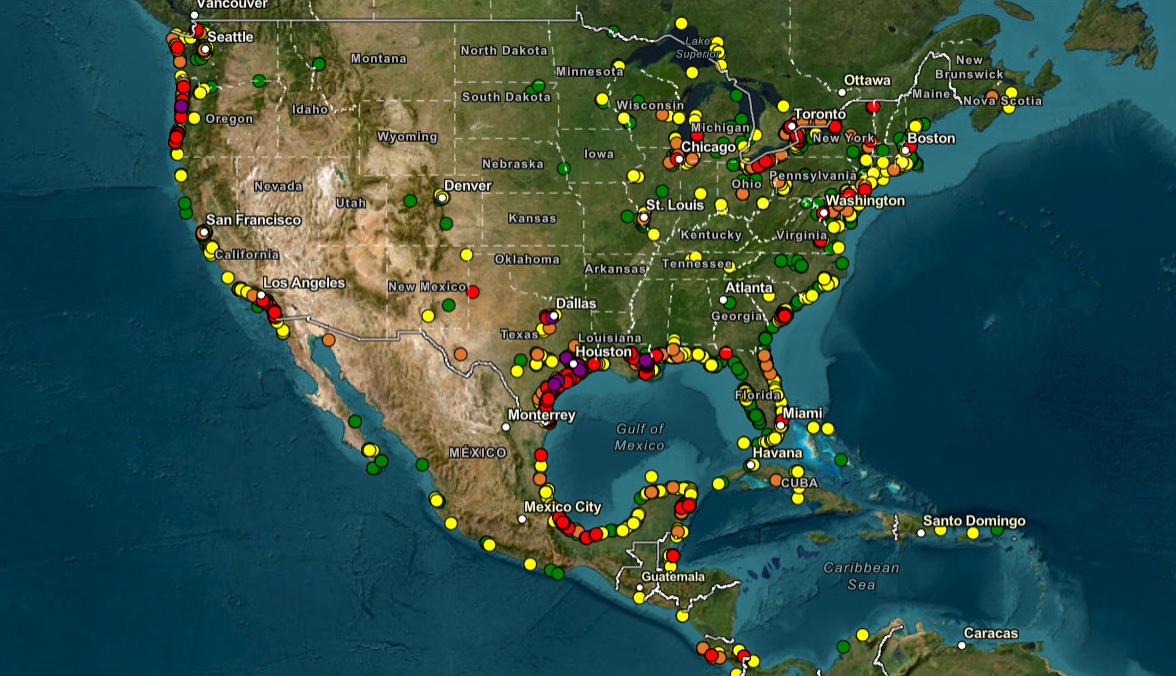 Vancouver
Seattle
Montana
North Dakota
Lake
Superior
Minnesota
South Dakota
Ottawa
New
Brunswick
Maine
Nova Scotia
Idaho
Oregon
Wisconsin
Toronto
Michigan
New York
Boston
Wyoming
Chicago
Iowa
Nebraska
Pennsylvania
Ohio
Nevada
Denver
Utah
St. Louis
Washington
San Francisco
Kansas
Kentucky
Virginia
California
Oklahoma
Arkansas
Tennessee
Los Angeles
New Mexico
Atlanta
Dallas
Georgia
Texas
Louisiana
Houston
Florida
Monterrey
Miami
Gulf of
Mexico
MÉXICO
Havana
CUBA
Mexico City
Santo Domingo
Caribbean
Sea
Guatemala
Caracas